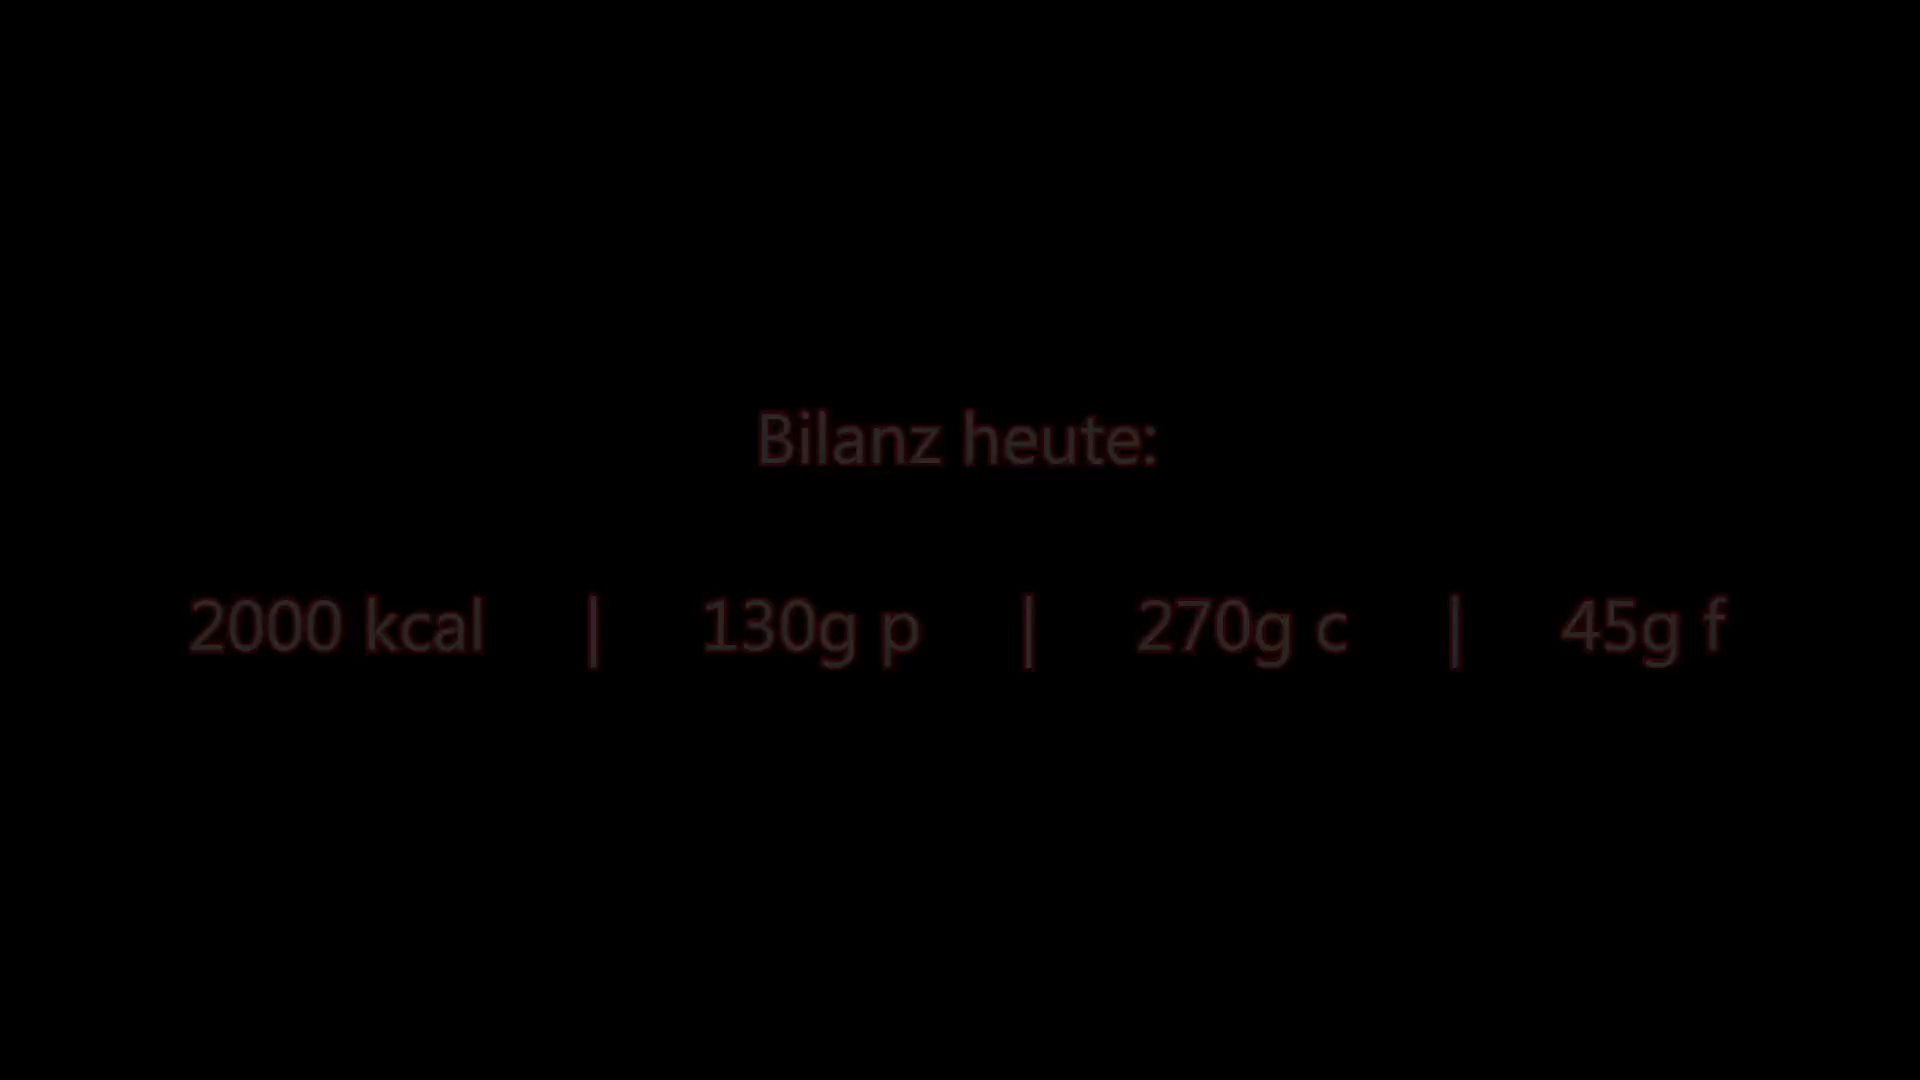 Bilanz heute:
2000 kcal | 130g p | 270g c | 45g f